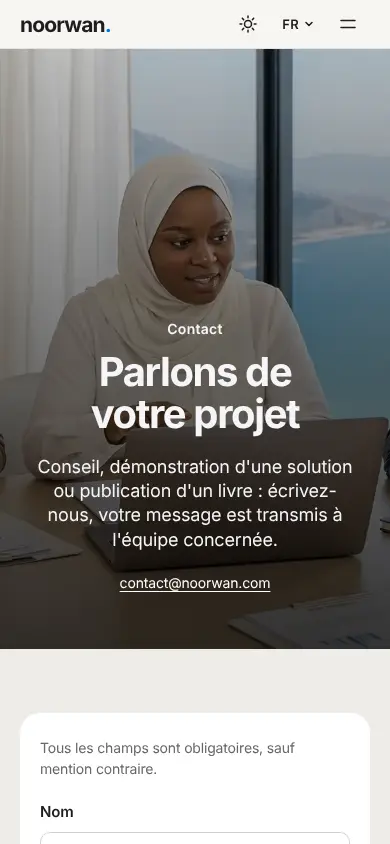 noorwan.
FR
Contact
Parlons de
votre projet
Conseil, démonstration d'une solution
ou publication d'un livre : écrivez-
nous, votre message est transmis à
l'équipe concernée.
contact@noorwan.com
Tous les champs sont obligatoires, sauf
mention contraire.
Nom